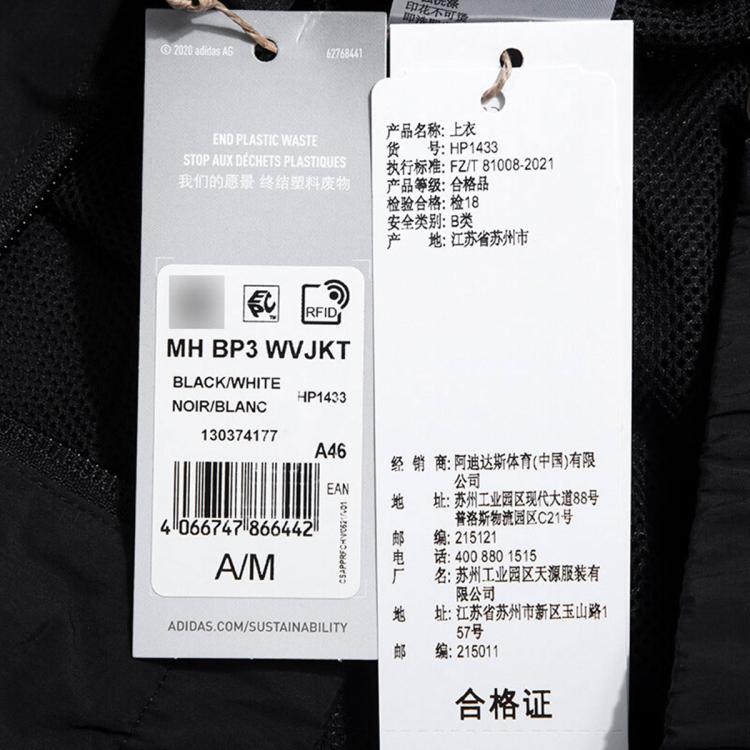 © 2020 adidas AG
62768441
END PLASTIC WASTE
STOP AUX DÉCHETS PLASTIQUES
我们的愿景 终结塑料废物
EPC TM
RFID
MH BP3 WVJKT
BLACK/WHITE
NOIR/BLANC
HP1433
130374177
A46
EAN
4 066747 866442
A/M
ADIDAS.COM/SUSTAINABILITY
印花不可烫
产品名称: 上衣
货 号: HP1433
执行标准: FZ/T 81008-2021
产品等级: 合格品
检验合格: 检18
安全类别: B类
产 地: 江苏省苏州市
经 销 商: 阿迪达斯体育(中国)有限
公司
地 址: 苏州工业园区现代大道88号
普洛斯物流园区C21号
邮 编: 215121
电 话: 400 880 1515
厂 名: 苏州工业园区天源服装有
限公司
地 址: 江苏省苏州市新区玉山路1
57号
邮 编: 215011
合格证